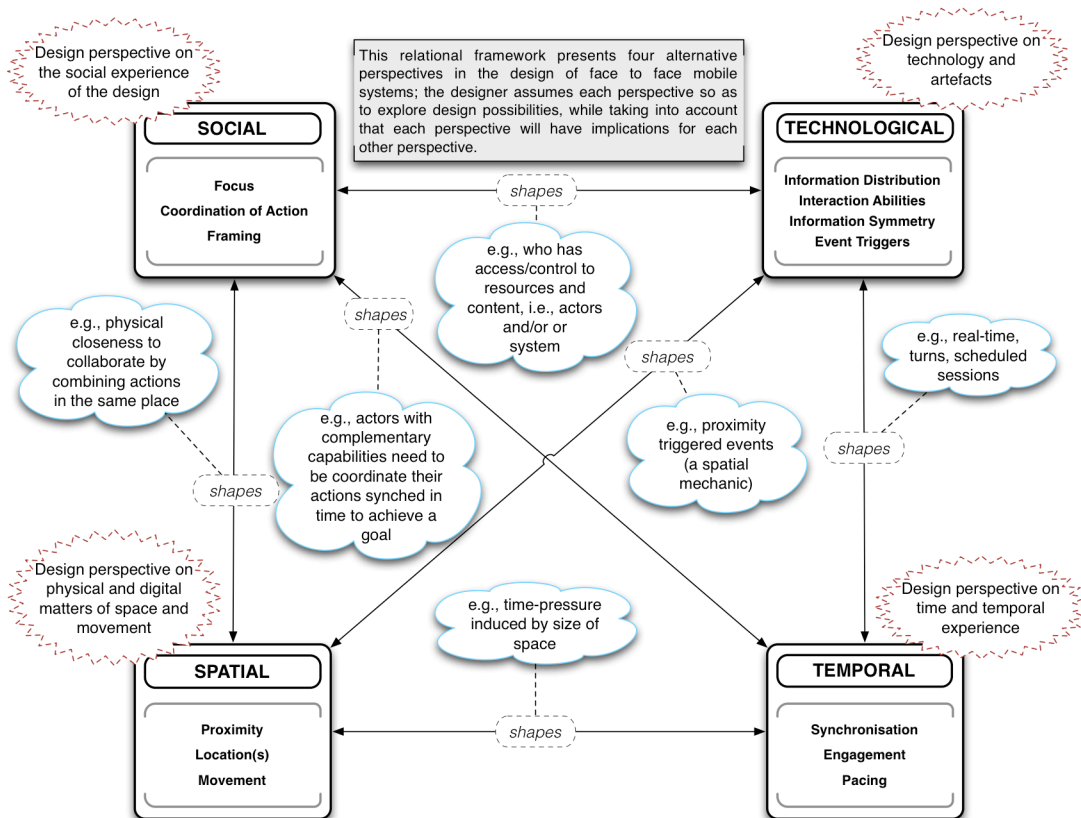 Design perspective on
the social experience
of the design
This relational framework presents four alternative
perspectives in the design of face to face mobile
systems; the designer assumes each perspective so as
to explore design possibilities, while taking into account
that each perspective will have implications for each
other perspective.
Design perspective on
technology and
artefacts
SOCIAL
Focus
Coordination of Action
Framing
TECHNOLOGICAL
Information Distribution
Interaction Abilities
Information Symmetry
Event Triggers
shapes
e.g., who has
access/control to
resources and
content, i.e., actors
and/or or
system
shapes
e.g., physical
closeness to
collaborate by
combining actions
in the same place
shapes
e.g., actors with
complementary
capabilities need to
be coordinate their
actions synched in
time to achieve a
goal
shapes
e.g., proximity
triggered events
(a spatial
mechanic)
e.g., real-time,
turns, scheduled
sessions
shapes
shapes
Design perspective on
physical and digital
matters of space and
movement
e.g., time-pressure
induced by size of
space
Design perspective on
time and temporal
experience
SPATIAL
Proximity
Location(s)
Movement
TEMPORAL
Synchronisation
Engagement
Pacing